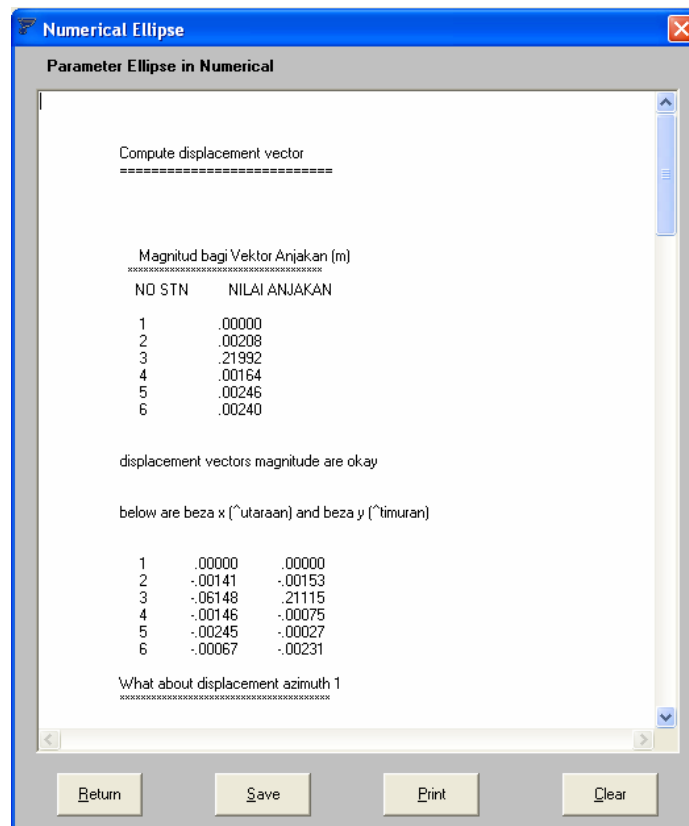 Numerical Ellipse
Parameter Ellipse in Numerical
Compute displacement vector
===========================
Magnitud bagi Vektor Anjakan (m)
***************************************
NO STN NILAI ANJAKAN
1 .00000
2 .00208
3 .21992
4 .00164
5 .00246
6 .00240
displacement vectors magnitude are okay
below are beza x (^utaraan) and beza y (^timuran)
1 .00000 .00000
2 -.00141 -.00153
3 -.06148 .21115
4 -.00146 -.00075
5 -.00245 -.00027
6 -.00067 -.00231
What about displacement azimuth 1
******************************************
Return Save Print Clear